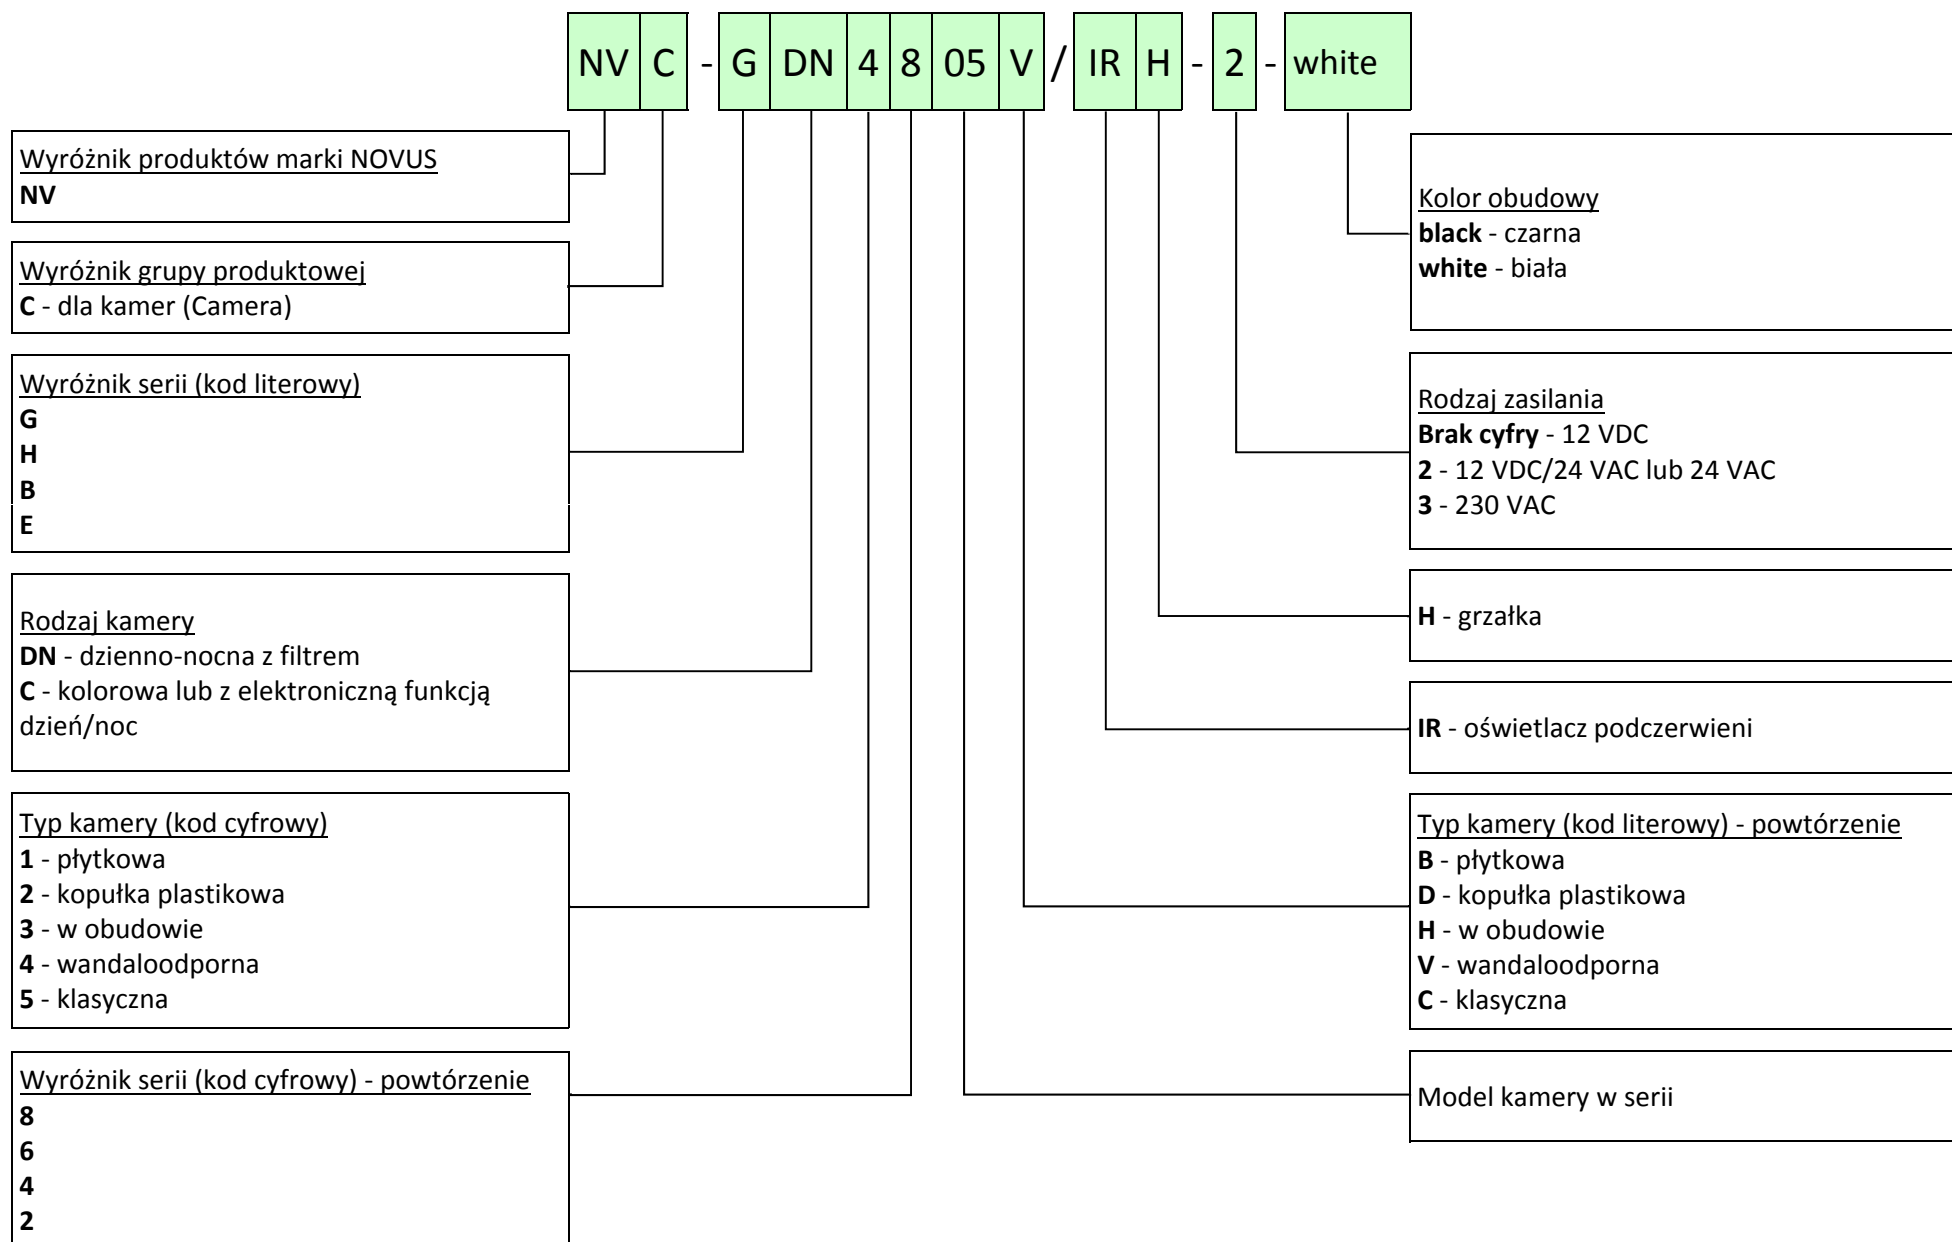 NV C - G DN 4 8 05 V / IR H - 2 - white
Wyróżnik produktów marki NOVUS
NV
Wyróżnik grupy produktowej
C - dla kamer (Camera)
Wyróżnik serii (kod literowy)
G
H
B
E
Rodzaj kamery
DN - dzienno-nocna z filtrem
C - kolorowa lub z elektroniczną funkcją
dzień/noc
Typ kamery (kod cyfrowy)
1 - płytkowa
2 - kopułka plastikowa
3 - w obudowie
4 - wandaloodporna
5 - klasyczna
Wyróżnik serii (kod cyfrowy) - powtórzenie
8
6
4
2
Kolor obudowy
black - czarna
white - biała
Rodzaj zasilania
Brak cyfry - 12 VDC
2 - 12 VDC/24 VAC lub 24 VAC
3 - 230 VAC
H - grzałka
IR - oświetlacz podczerwieni
Typ kamery (kod literowy) - powtórzenie
B - płytkowa
D - kopułka plastikowa
H - w obudowie
V - wandaloodporna
C - klasyczna
Model kamery w serii